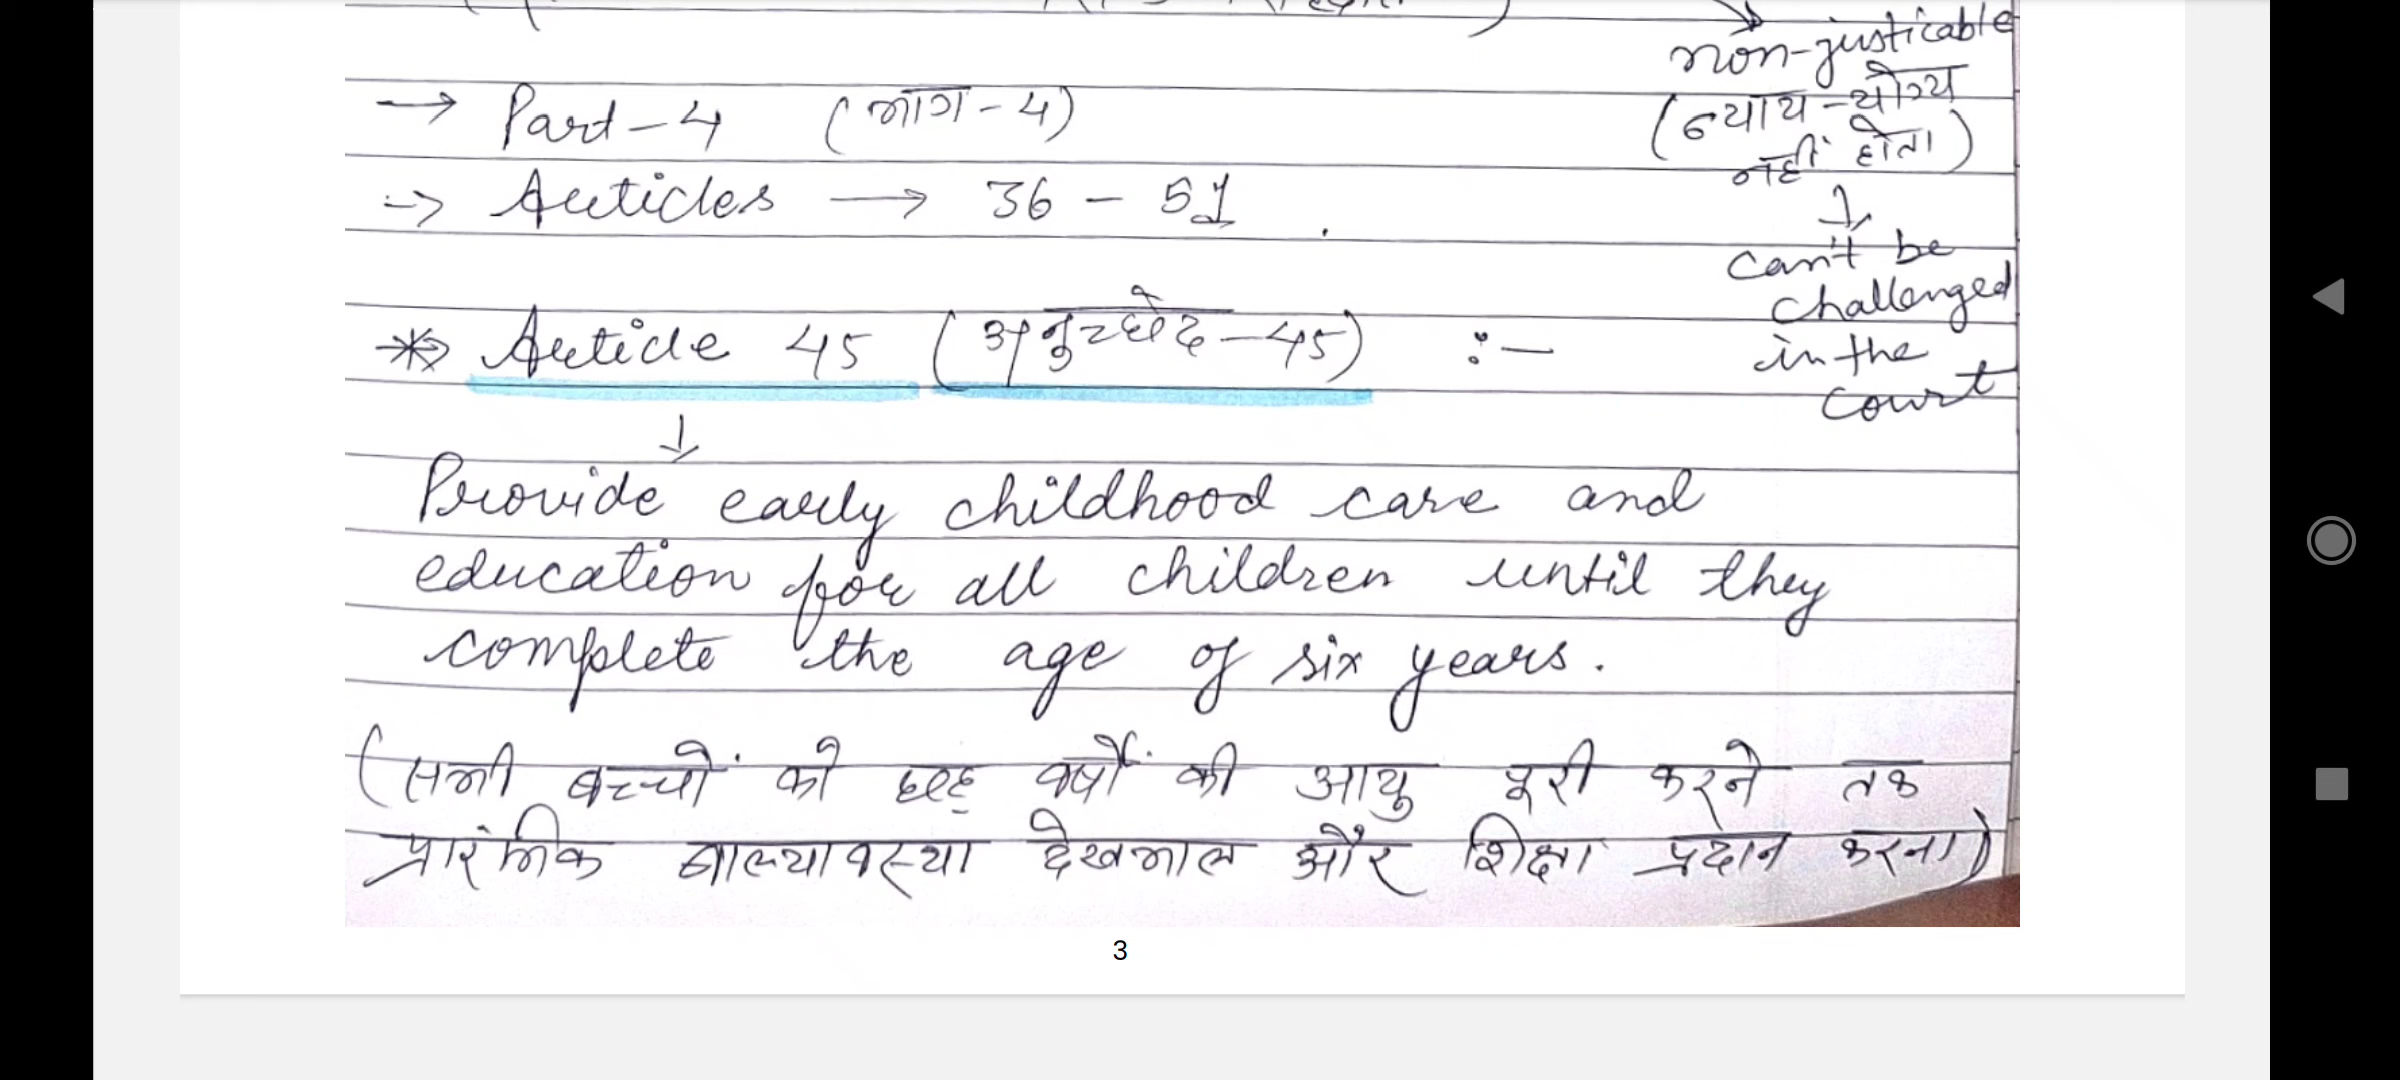 non-justicable
→ Part-4 (भाग-4)
(न्याय-योग्य
नहीं होता)
→ Articles → 36 - 51
can't be
challenged
in the
court
Article 45 (अनुच्छेद-45) :-
Provide early childhood care and
education for all children until they
complete the age of six years.
(सभी बच्चों को छह वर्षों की आयु पूरी करने तक
प्रारंभिक बाल्यावस्था देखभाल और शिक्षा प्रदान करना)
3